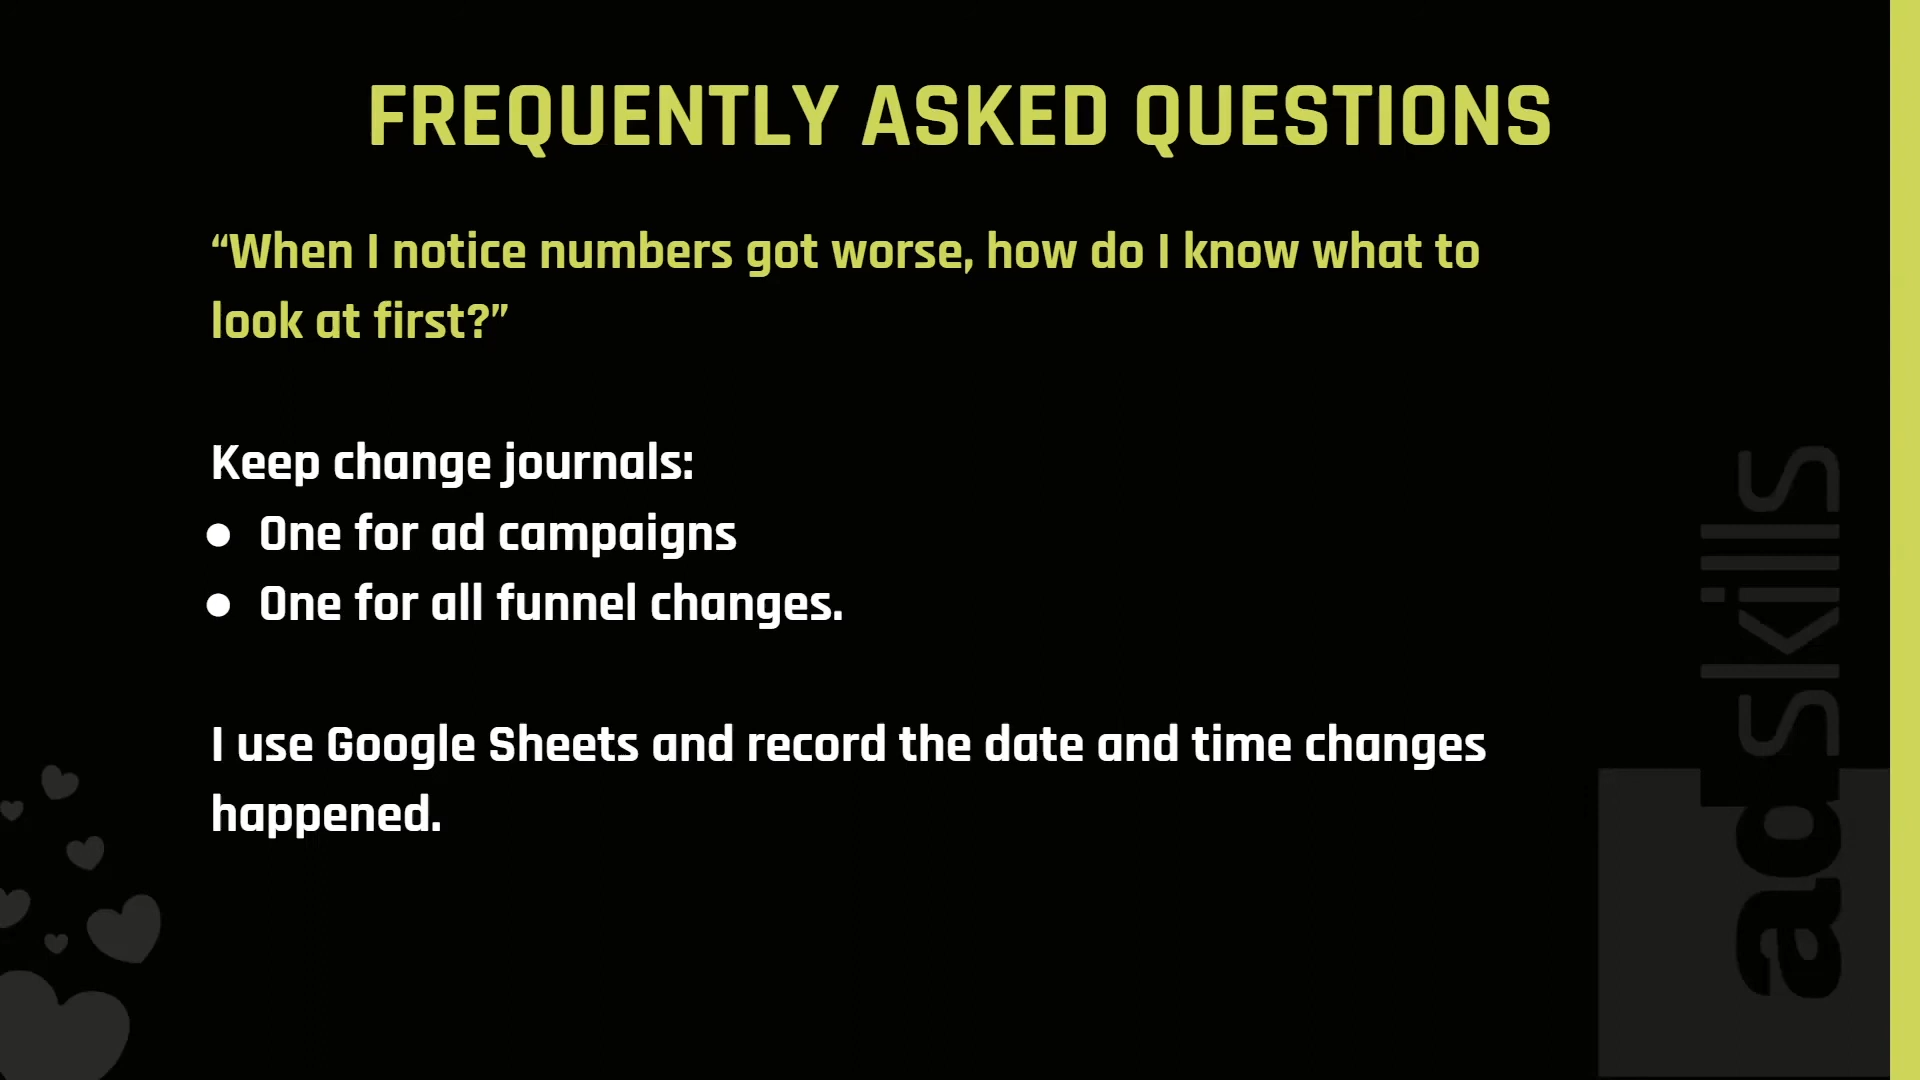 FREQUENTLY ASKED QUESTIONS
“When I notice numbers got worse, how do I know what to
look at first?”
Keep change journals:
● One for ad campaigns
● One for all funnel changes.
I use Google Sheets and record the date and time changes
happened.
adskills